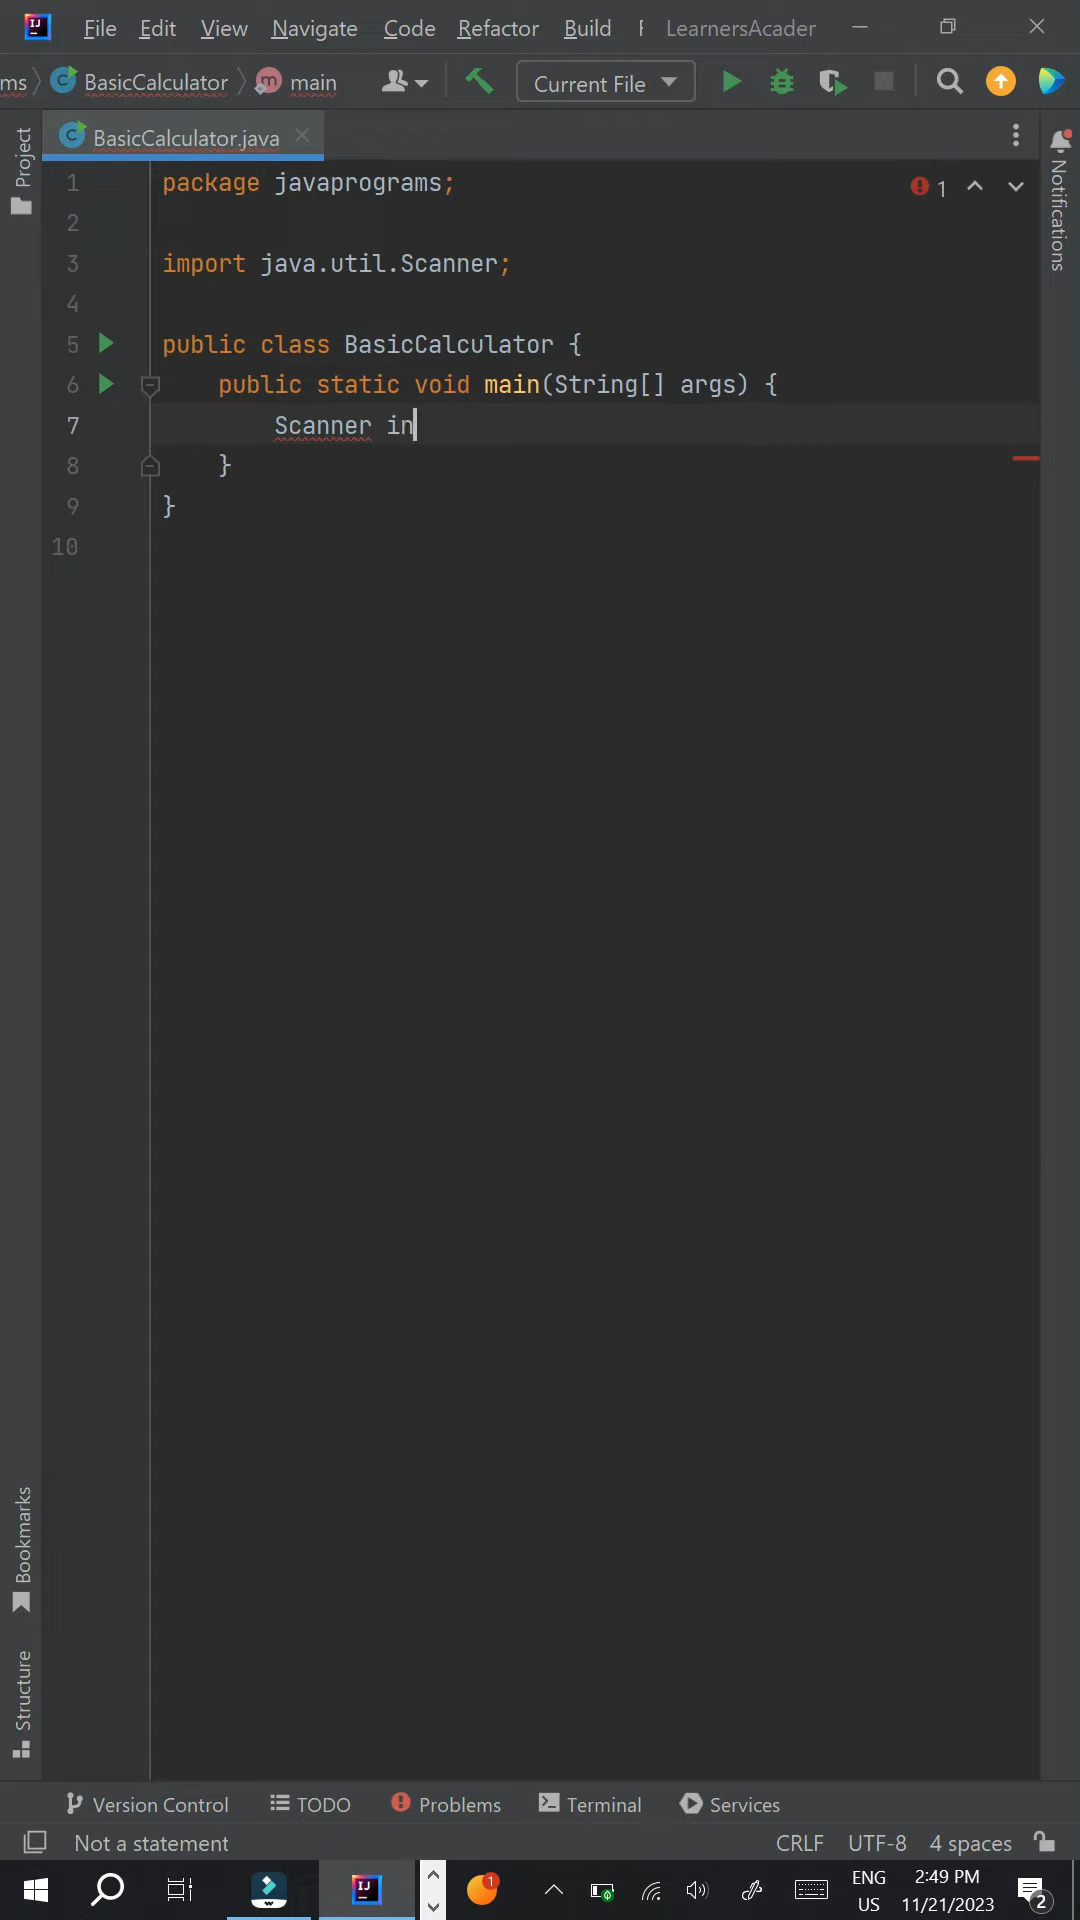 File Edit View Navigate Code Refactor Build LearnersAcader
ms BasicCalculator main Current File
BasicCalculator.java
Project
Notifications
1 package javaprograms; 1
2
3 import java.util.Scanner;
4
5 public class BasicCalculator {
6 public static void main(String[] args) {
7 Scanner in
8 }
9 }
10
Bookmarks
Structure
Version Control TODO Problems Terminal Services
Not a statement CRLF UTF-8 4 spaces
1 ENG 2:49 PM
US 11/21/2023 2